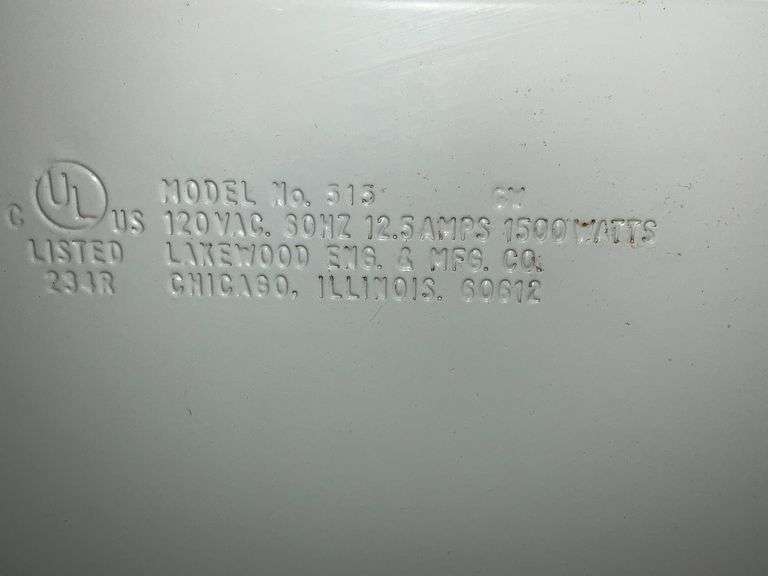 UL
C US
LISTED
234R
MODEL No. 515 CW
120VAC. 60HZ 12.5AMPS 1500WATTS
LAKEWOOD ENG. & MFG. CO.
CHICAGO, ILLINOIS. 60612